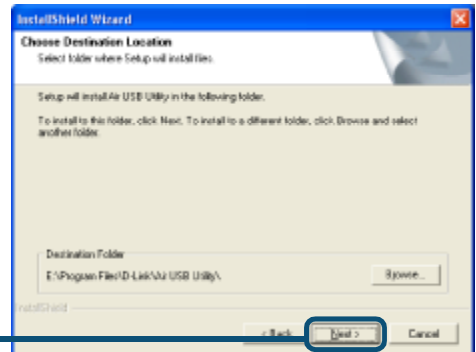 InstallShield Wizard
Choose Destination Location
Select folder where Setup will install files.
Setup will install Air USB Utility in the following folder.
To install to this folder, click Next. To install to a different folder, click Browse and select
another folder.
Destination Folder
E:\Program Files\D-Link\Air USB Utility\
Browse...
InstallShield
< Back Next > Cancel